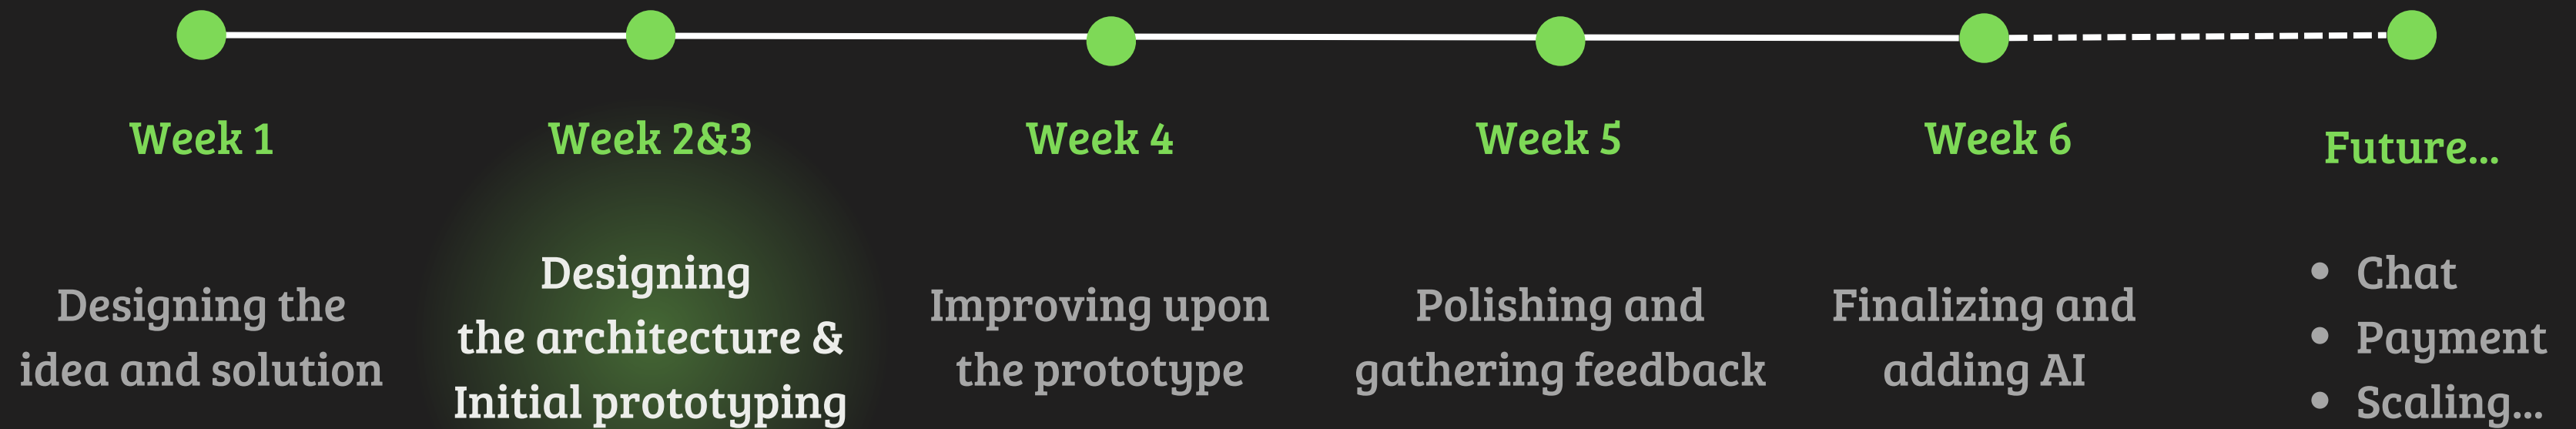 Week 1
Designing the
idea and solution
Week 2&3
Designing
the architecture &
Initial prototyping
Week 4
Improving upon
the prototype
Week 5
Polishing and
gathering feedback
Week 6
Finalizing and
adding AI
Future...
• Chat
• Payment
• Scaling...